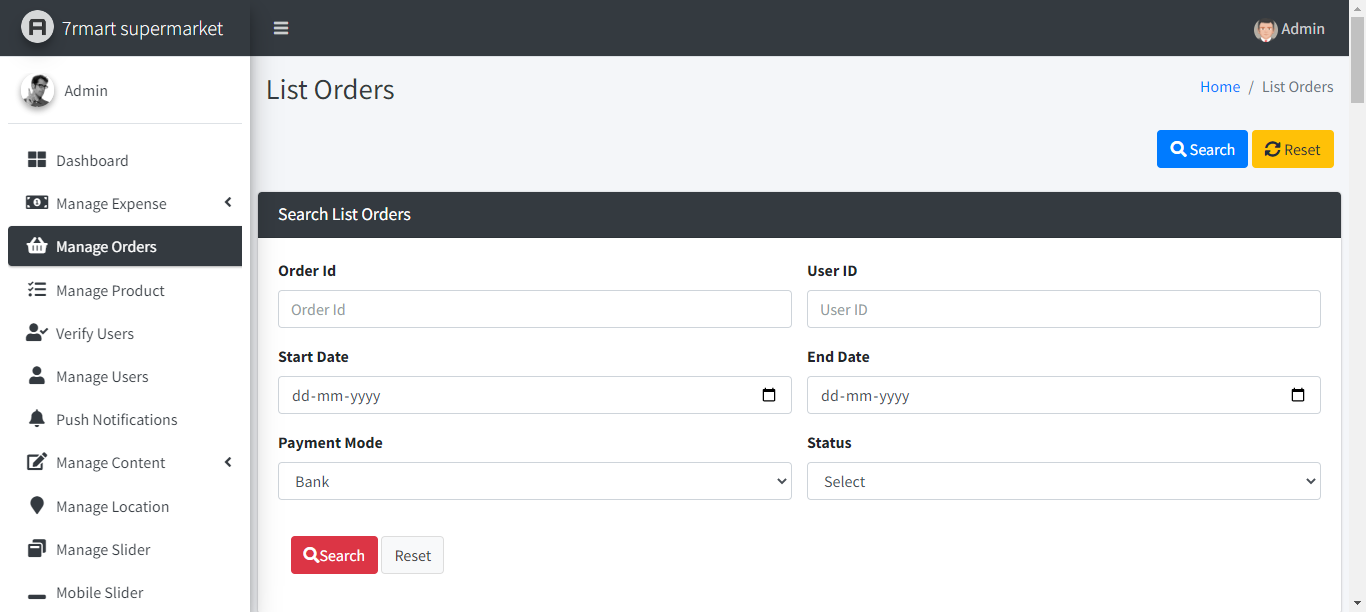 7rmart supermarket
Admin
Admin
Dashboard
Manage Expense
Manage Orders
Manage Product
Verify Users
Manage Users
Push Notifications
Manage Content
Manage Location
Manage Slider
Mobile Slider
List Orders
Home / List Orders
Search Reset
Search List Orders
Order Id User ID
Order Id User ID
Start Date End Date
dd-mm-yyyy dd-mm-yyyy
Payment Mode Status
Bank Select
Search Reset